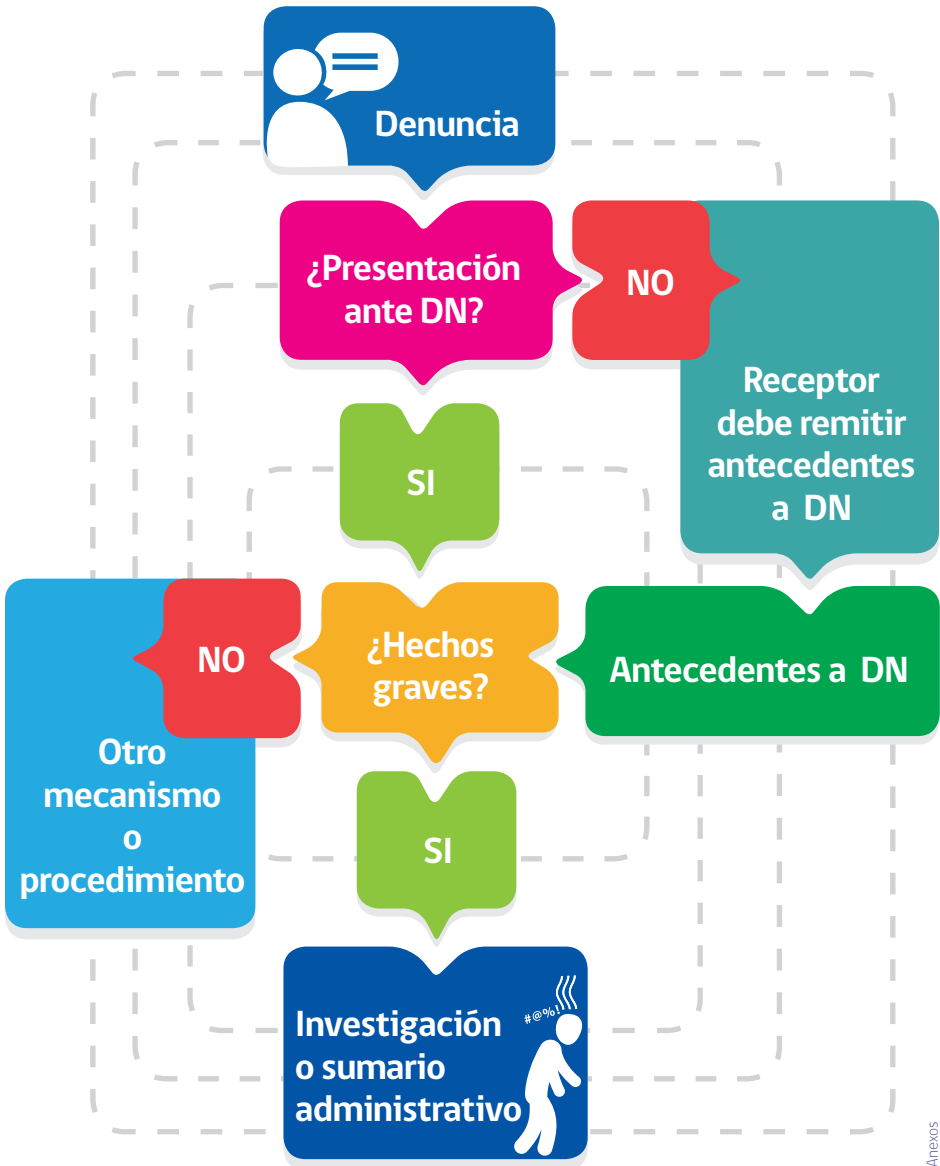 Denuncia
¿Presentación
ante DN?
NO
Receptor
debe remitir
antecedentes
a DN
SI
NO
¿Hechos
graves?
Antecedentes a DN
Otro
mecanismo
o
procedimiento
SI
#@%!
Investigación
o sumario
administrativo
Anexos